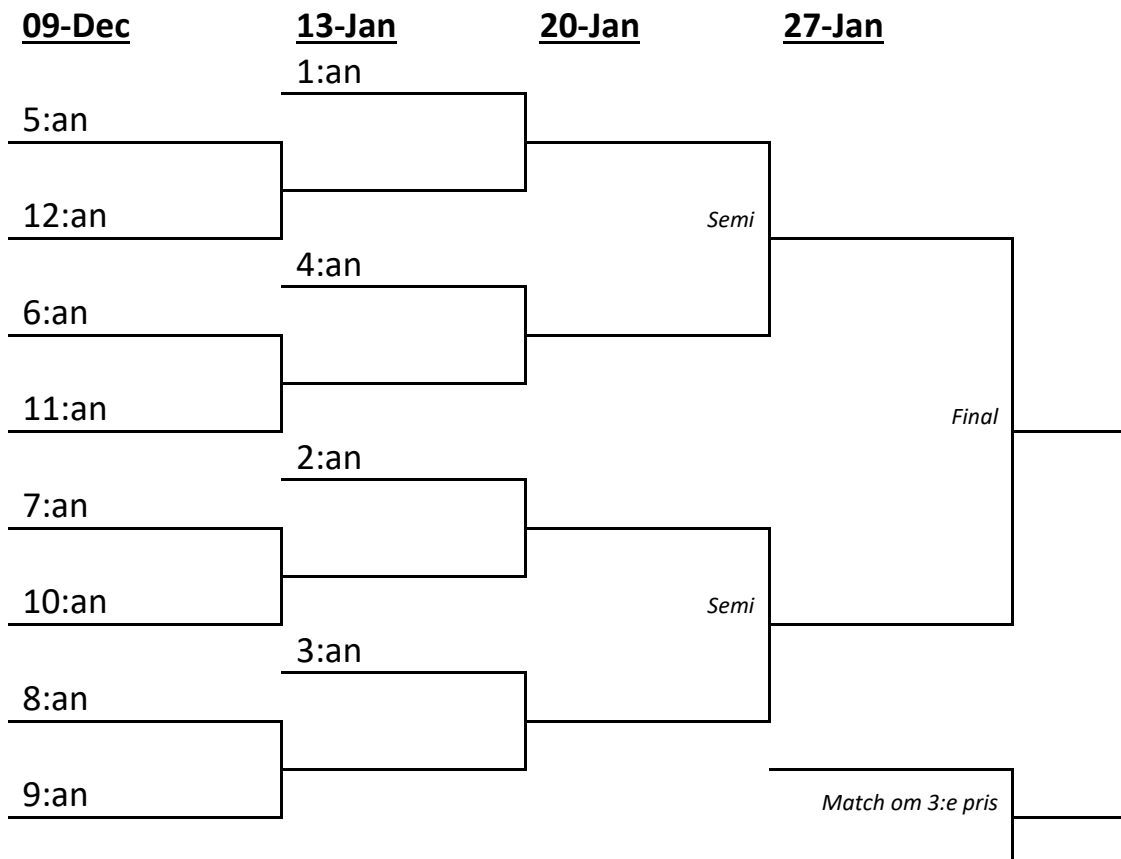 09-Dec 13-Jan 20-Jan 27-Jan
1:an
5:an
12:an
Semi
4:an
6:an
11:an
Final
2:an
7:an
10:an
Semi
3:an
8:an
9:an
Match om 3:e pris